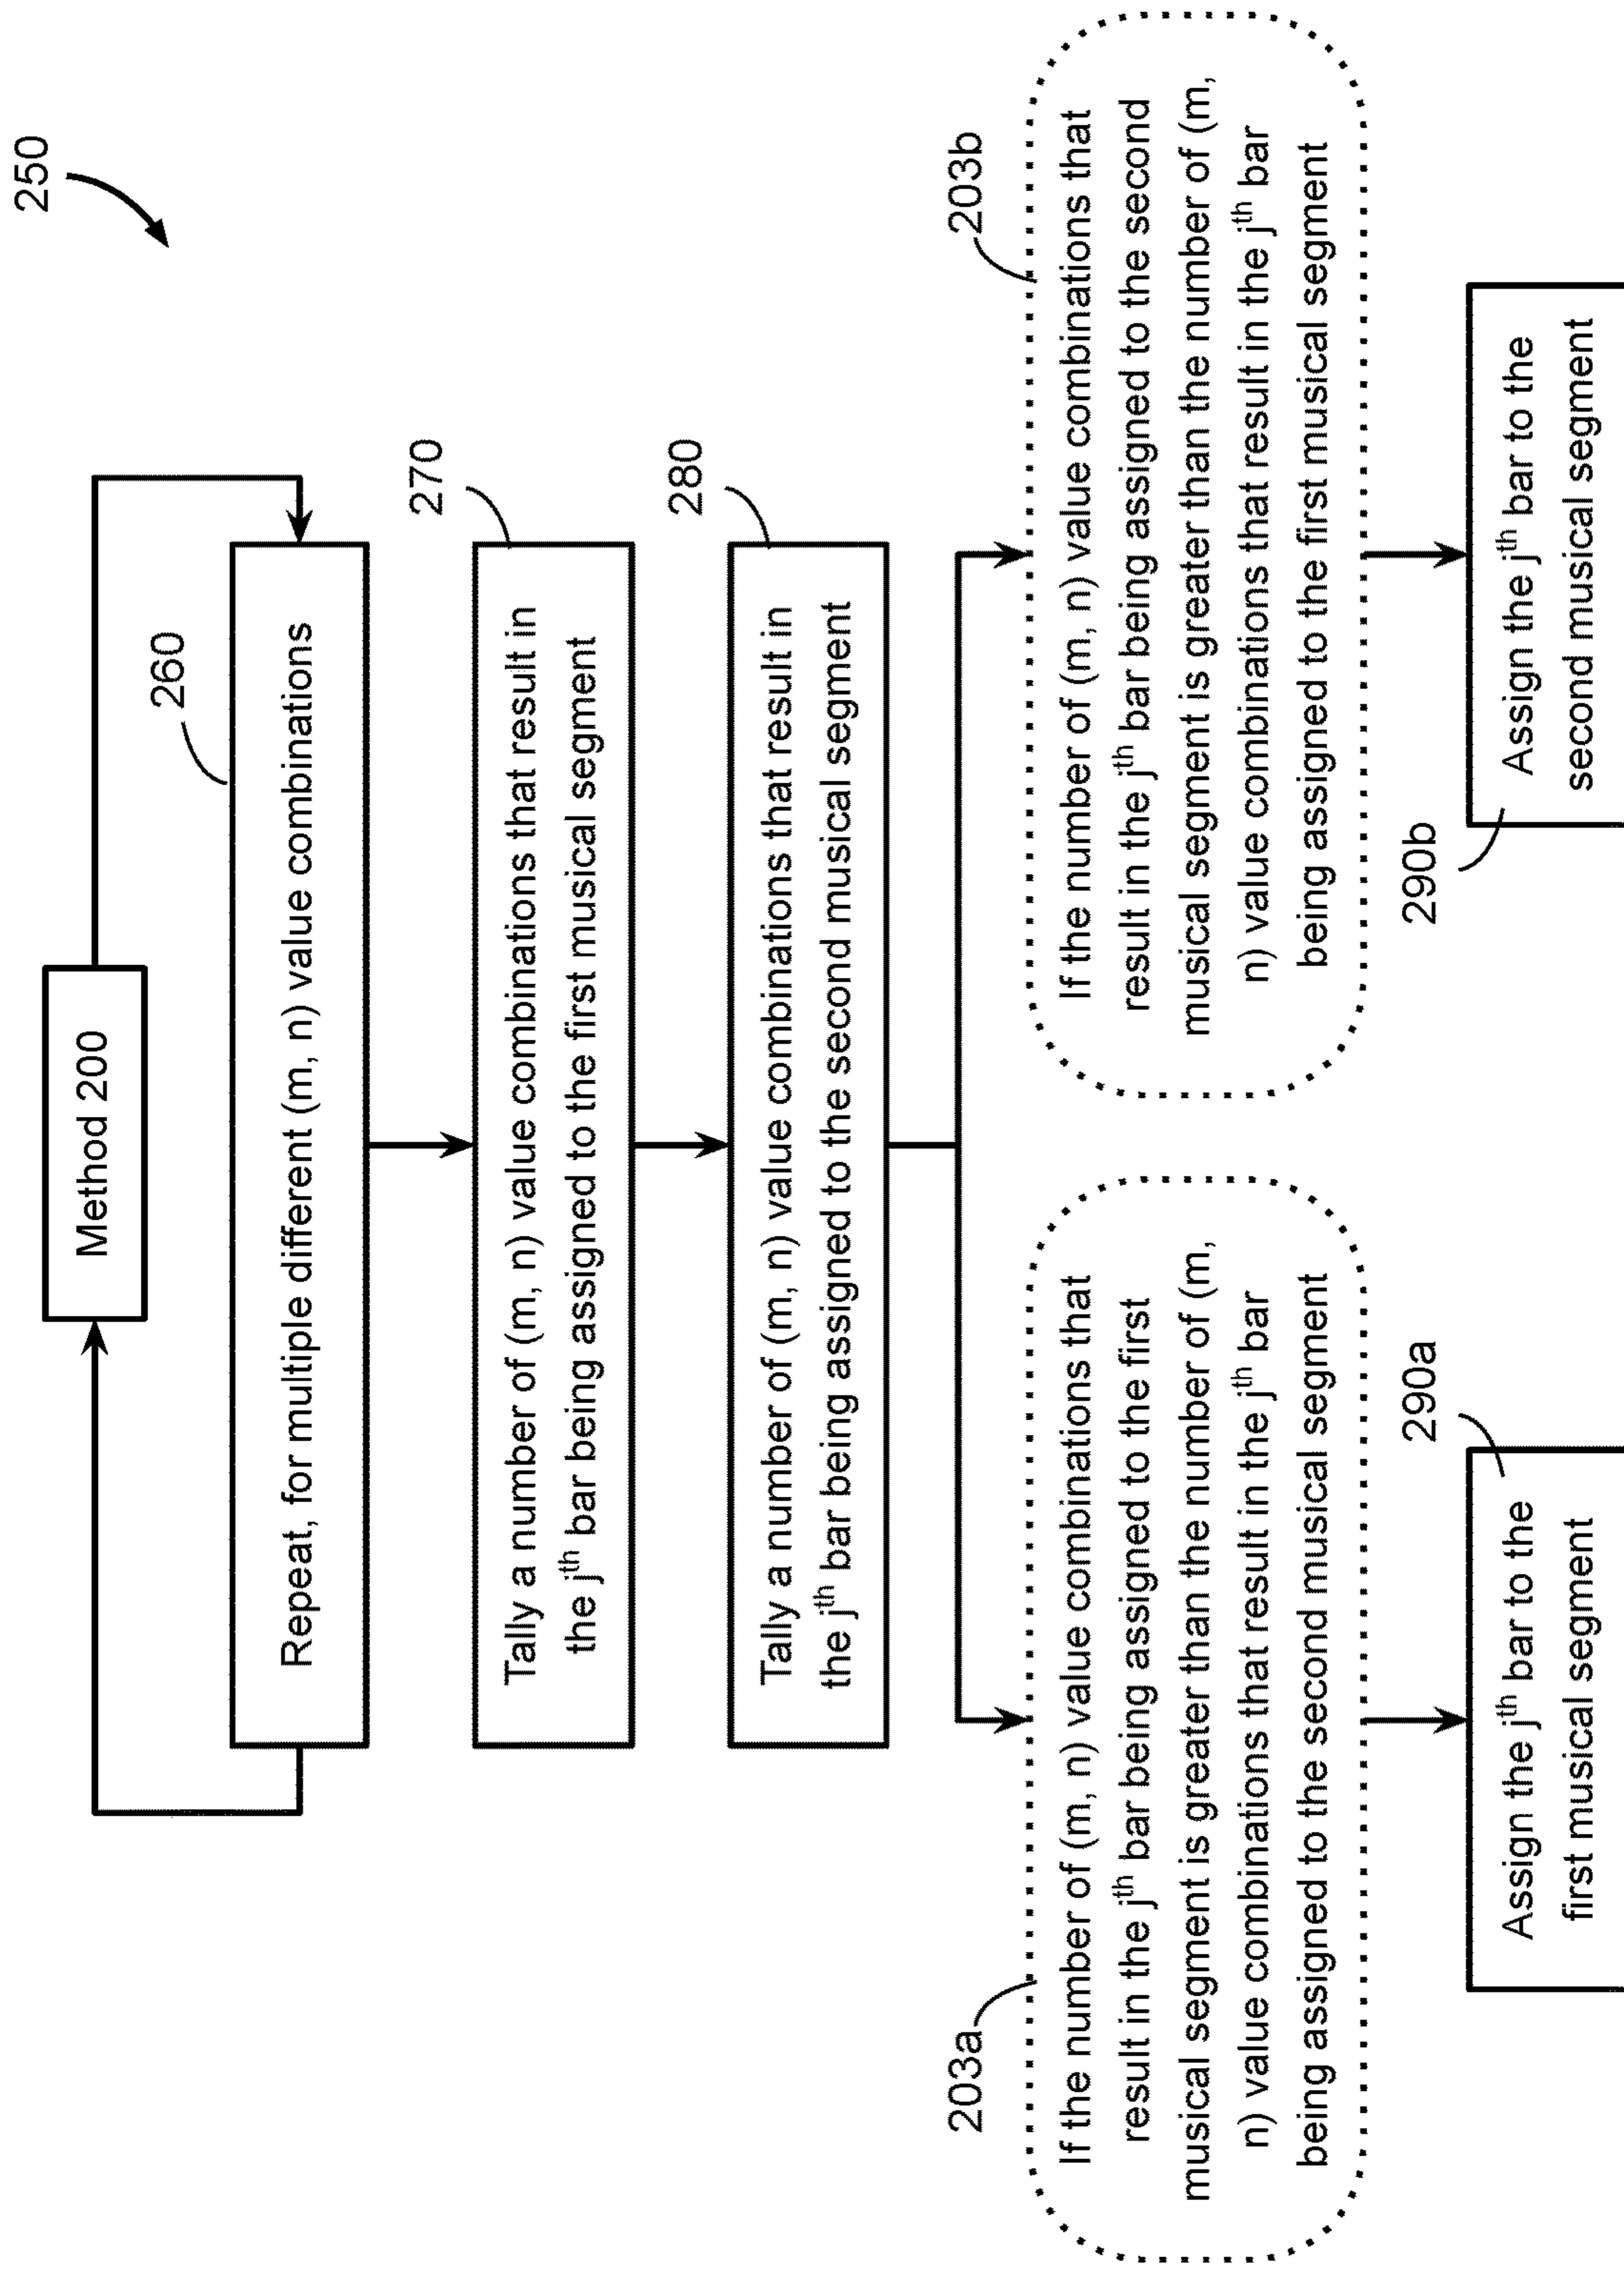 250
Method 200
260
Repeat, for multiple different (m, n) value combinations
270
Tally a number of (m, n) value combinations that result in
the jth bar being assigned to the first musical segment
280
Tally a number of (m, n) value combinations that result in
the jth bar being assigned to the second musical segment
203a
If the number of (m, n) value combinations that
result in the jth bar being assigned to the first
musical segment is greater than the number of (m,
n) value combinations that result in the jth bar
being assigned to the second musical segment
203b
If the number of (m, n) value combinations that
result in the jth bar being assigned to the second
musical segment is greater than the number of (m,
n) value combinations that result in the jth bar
being assigned to the first musical segment
290a
Assign the jth bar to the
first musical segment
290b
Assign the jth bar to the
second musical segment